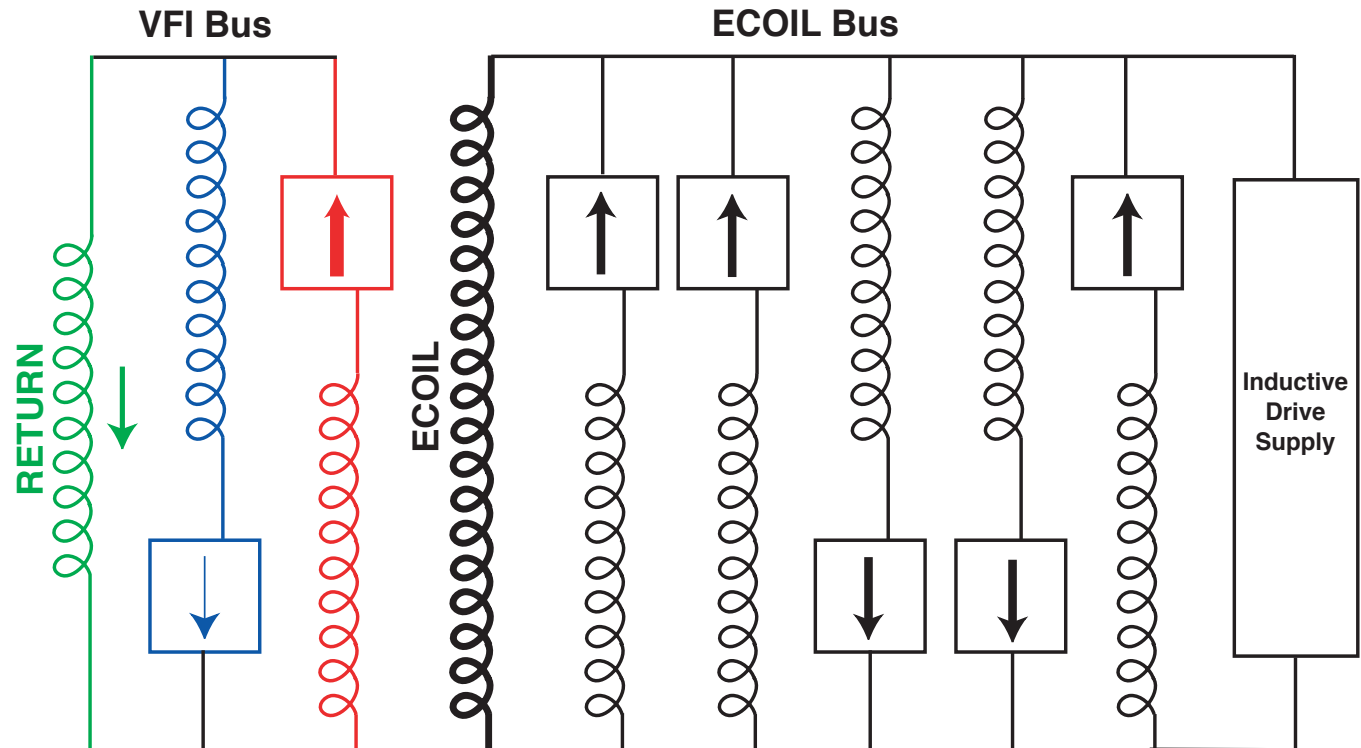 VFI Bus
ECOIL Bus
RETURN
ECOIL
Inductive
Drive
Supply